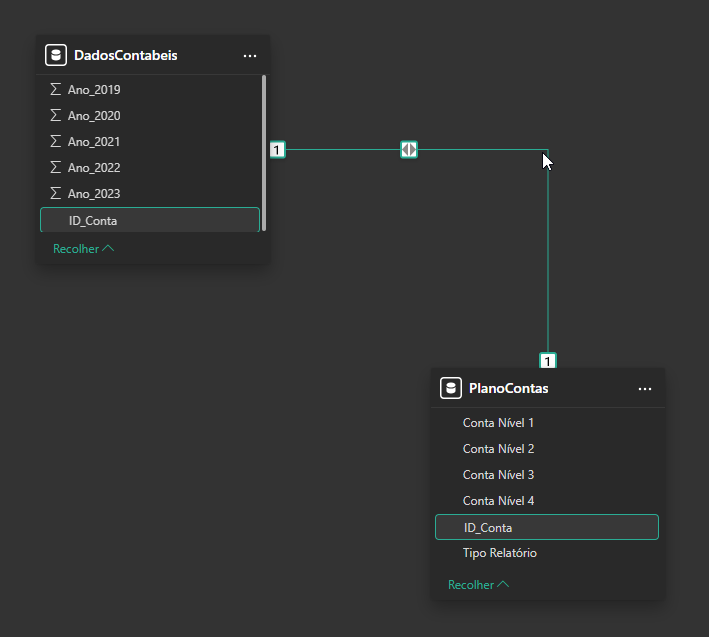 DadosContabeis
Ano_2019
Ano_2020
Ano_2021
Ano_2022
Ano_2023
ID_Conta
Recolher
1
1
PlanoContas
Conta Nível 1
Conta Nível 2
Conta Nível 3
Conta Nível 4
ID_Conta
Tipo Relatório
Recolher